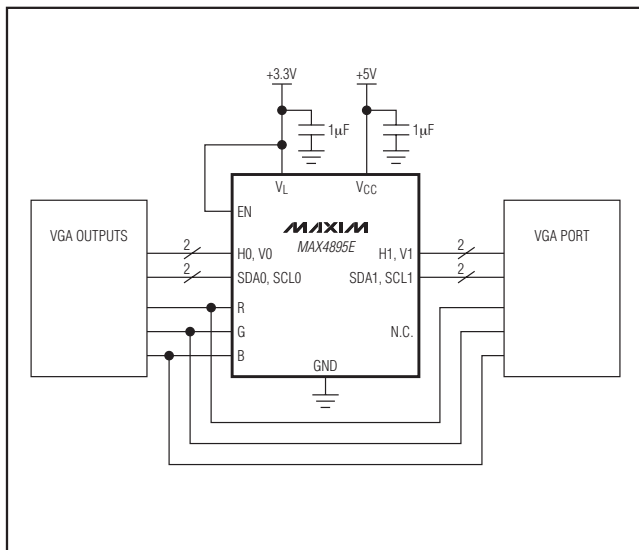 +3.3V
+5V
1μF
1μF
VL
VCC
EN
MAXIM
MAX4895E
VGA OUTPUTS
VGA PORT
2
H0, V0
H1, V1
2
2
SDA0, SCL0
SDA1, SCL1
2
R
G
N.C.
B
GND